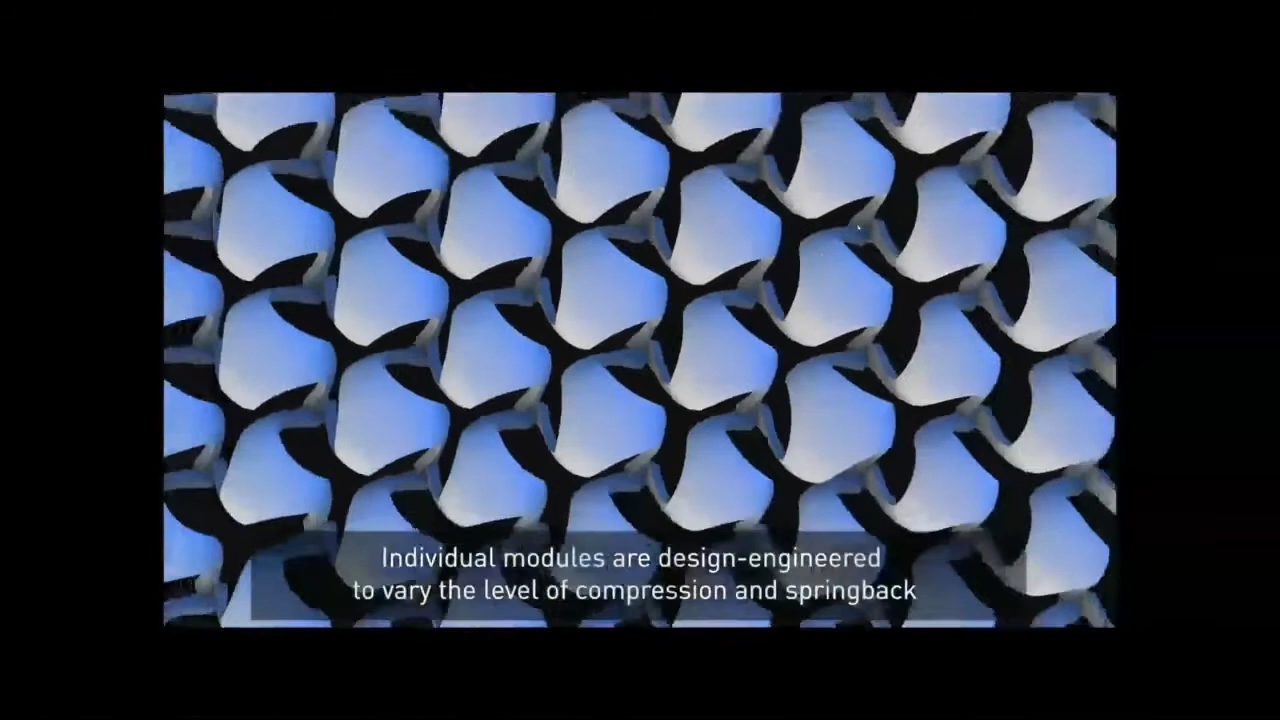 Individual modules are design-engineered
to vary the level of compression and springback